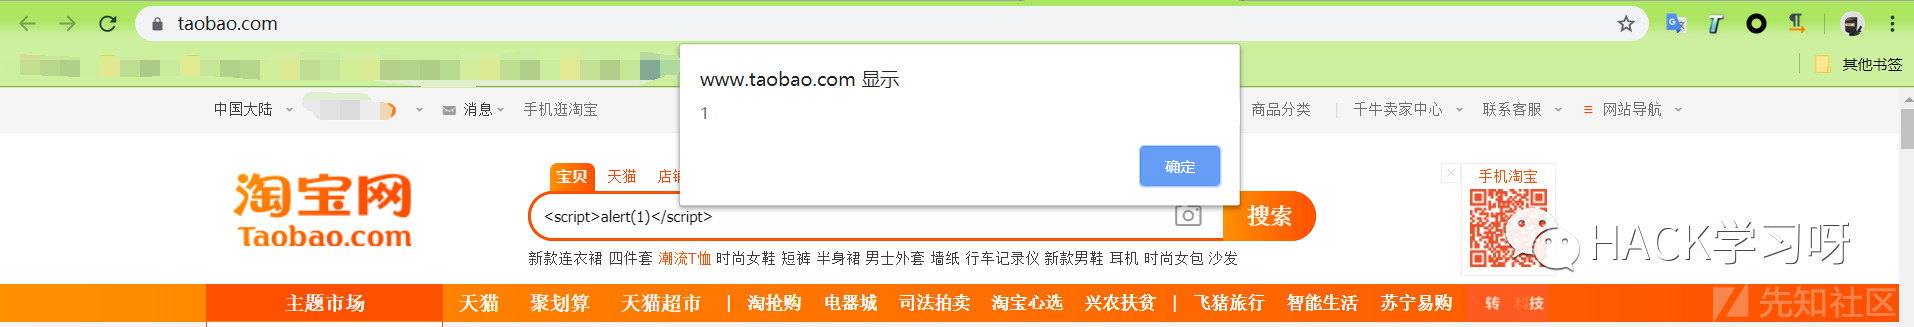 taobao.com
其他书签
www.taobao.com 显示
1
确定
中国大陆 消息 手机逛淘宝 商品分类 千牛卖家中心 联系客服 网站导航
淘宝网
Taobao.com
宝贝 天猫 店铺
<script>alert(1)</script>
搜索
手机淘宝
新款连衣裙 四件套 潮流T恤 时尚女鞋 短裤 半身裙 男士外套 墙纸 行车记录仪 新款男鞋 耳机 时尚女包 沙发
HACK学习呀
主题市场 天猫 聚划算 天猫超市 | 淘抢购 电器城 司法拍卖 淘宝心选 兴农扶贫 | 飞猪旅行 智能生活 苏宁易购 转 科技
先知社区